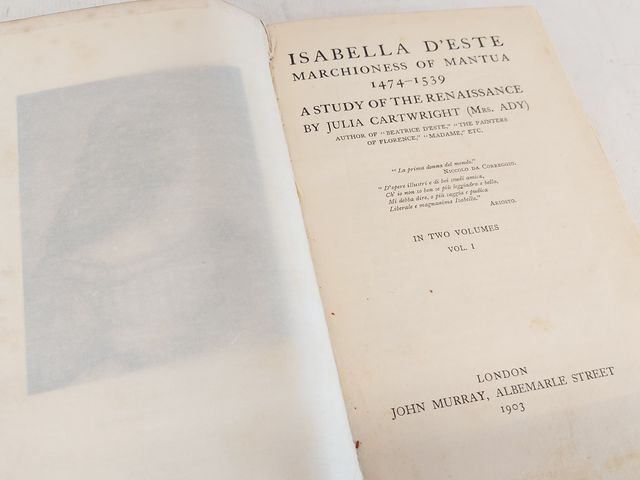 ISABELLA D'ESTE
MARCHIONESS OF MANTUA
1474–1539
A STUDY OF THE RENAISSANCE
BY JULIA CARTWRIGHT (MRS. ADY)
AUTHOR OF "BEATRICE D'ESTE," "THE PAINTERS
OF FLORENCE," "MADAME," ETC.
"La prima donna del mondo."
NICCOLO DA CORREGGIO.
"D'opere illustri e di bei studi amica,
Ch' io non so ben se più leggiadra e bella,
Mi debba dire, o più saggia e pudica
Liberale e magnanima Isabella."
ARIOSTO.
IN TWO VOLUMES
VOL. I
LONDON
JOHN MURRAY, ALBEMARLE STREET
1903